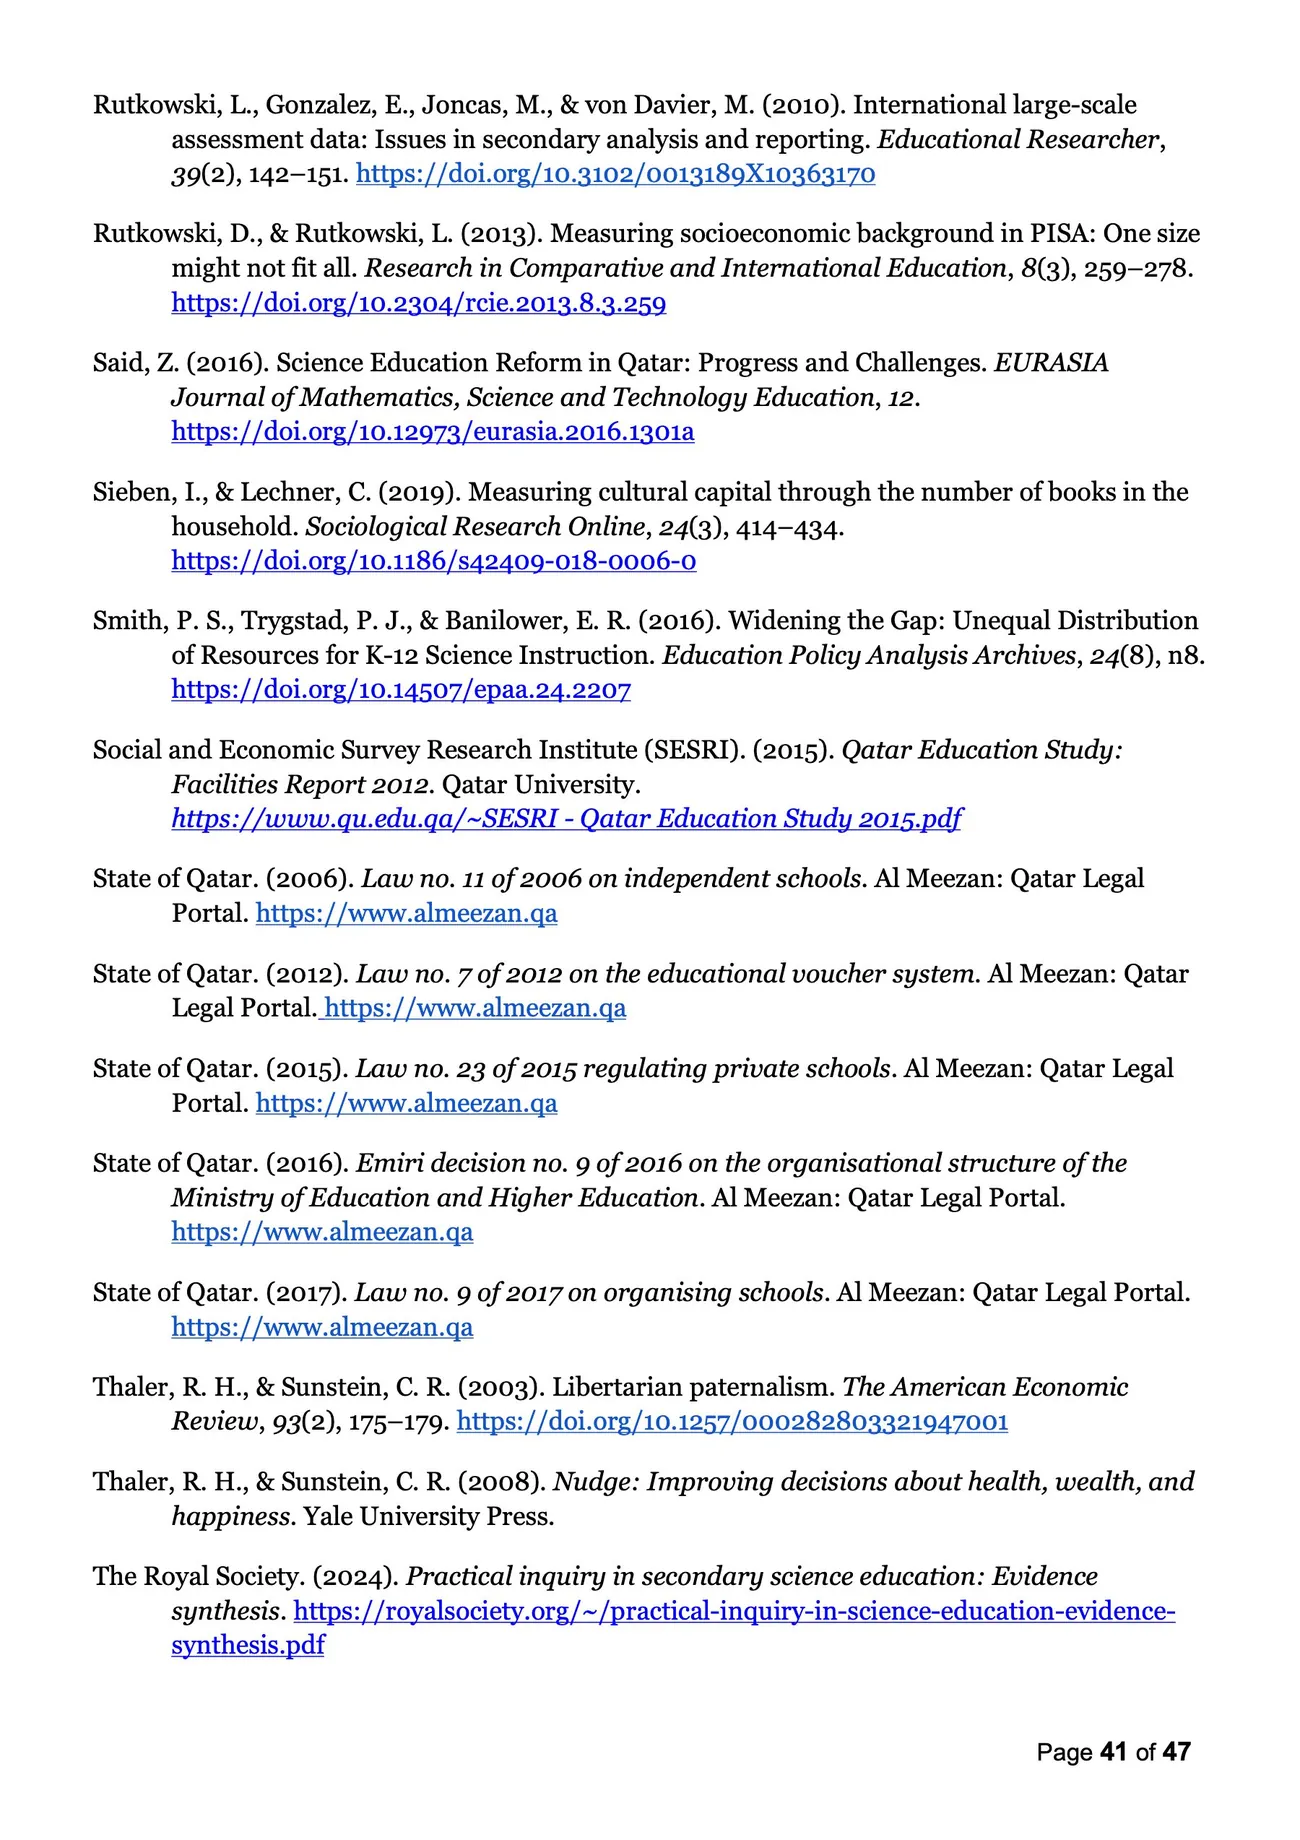 Rutkowski, L., Gonzalez, E., Joncas, M., & von Davier, M. (2010). International large-scale
assessment data: Issues in secondary analysis and reporting. Educational Researcher,
39(2), 142–151. https://doi.org/10.3102/0013189X10363170
Rutkowski, D., & Rutkowski, L. (2013). Measuring socioeconomic background in PISA: One size
might not fit all. Research in Comparative and International Education, 8(3), 259–278.
https://doi.org/10.2304/rcie.2013.8.3.259
Said, Z. (2016). Science Education Reform in Qatar: Progress and Challenges. EURASIA
Journal of Mathematics, Science and Technology Education, 12.
https://doi.org/10.12973/eurasia.2016.1301a
Sieben, I., & Lechner, C. (2019). Measuring cultural capital through the number of books in the
household. Sociological Research Online, 24(3), 414–434.
https://doi.org/10.1186/s42409-018-0006-0
Smith, P. S., Trygstad, P. J., & Banilower, E. R. (2016). Widening the Gap: Unequal Distribution
of Resources for K-12 Science Instruction. Education Policy Analysis Archives, 24(8), n8.
https://doi.org/10.14507/epaa.24.2207
Social and Economic Survey Research Institute (SESRI). (2015). Qatar Education Study:
Facilities Report 2012. Qatar University.
https://www.qu.edu.qa/~SESRI - Qatar Education Study 2015.pdf
State of Qatar. (2006). Law no. 11 of 2006 on independent schools. Al Meezan: Qatar Legal
Portal. https://www.almeezan.qa
State of Qatar. (2012). Law no. 7 of 2012 on the educational voucher system. Al Meezan: Qatar
Legal Portal. https://www.almeezan.qa
State of Qatar. (2015). Law no. 23 of 2015 regulating private schools. Al Meezan: Qatar Legal
Portal. https://www.almeezan.qa
State of Qatar. (2016). Emiri decision no. 9 of 2016 on the organisational structure of the
Ministry of Education and Higher Education. Al Meezan: Qatar Legal Portal.
https://www.almeezan.qa
State of Qatar. (2017). Law no. 9 of 2017 on organising schools. Al Meezan: Qatar Legal Portal.
https://www.almeezan.qa
Thaler, R. H., & Sunstein, C. R. (2003). Libertarian paternalism. The American Economic
Review, 93(2), 175–179. https://doi.org/10.1257/000282803321947001
Thaler, R. H., & Sunstein, C. R. (2008). Nudge: Improving decisions about health, wealth, and
happiness. Yale University Press.
The Royal Society. (2024). Practical inquiry in secondary science education: Evidence
synthesis. https://royalsociety.org/~/practical-inquiry-in-science-education-evidence-
synthesis.pdf
Page 41 of 47